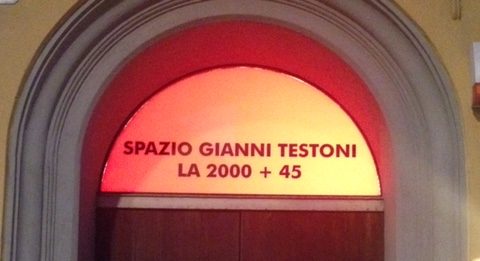 SPAZIO GIANNI TESTONI
LA 2000 + 45